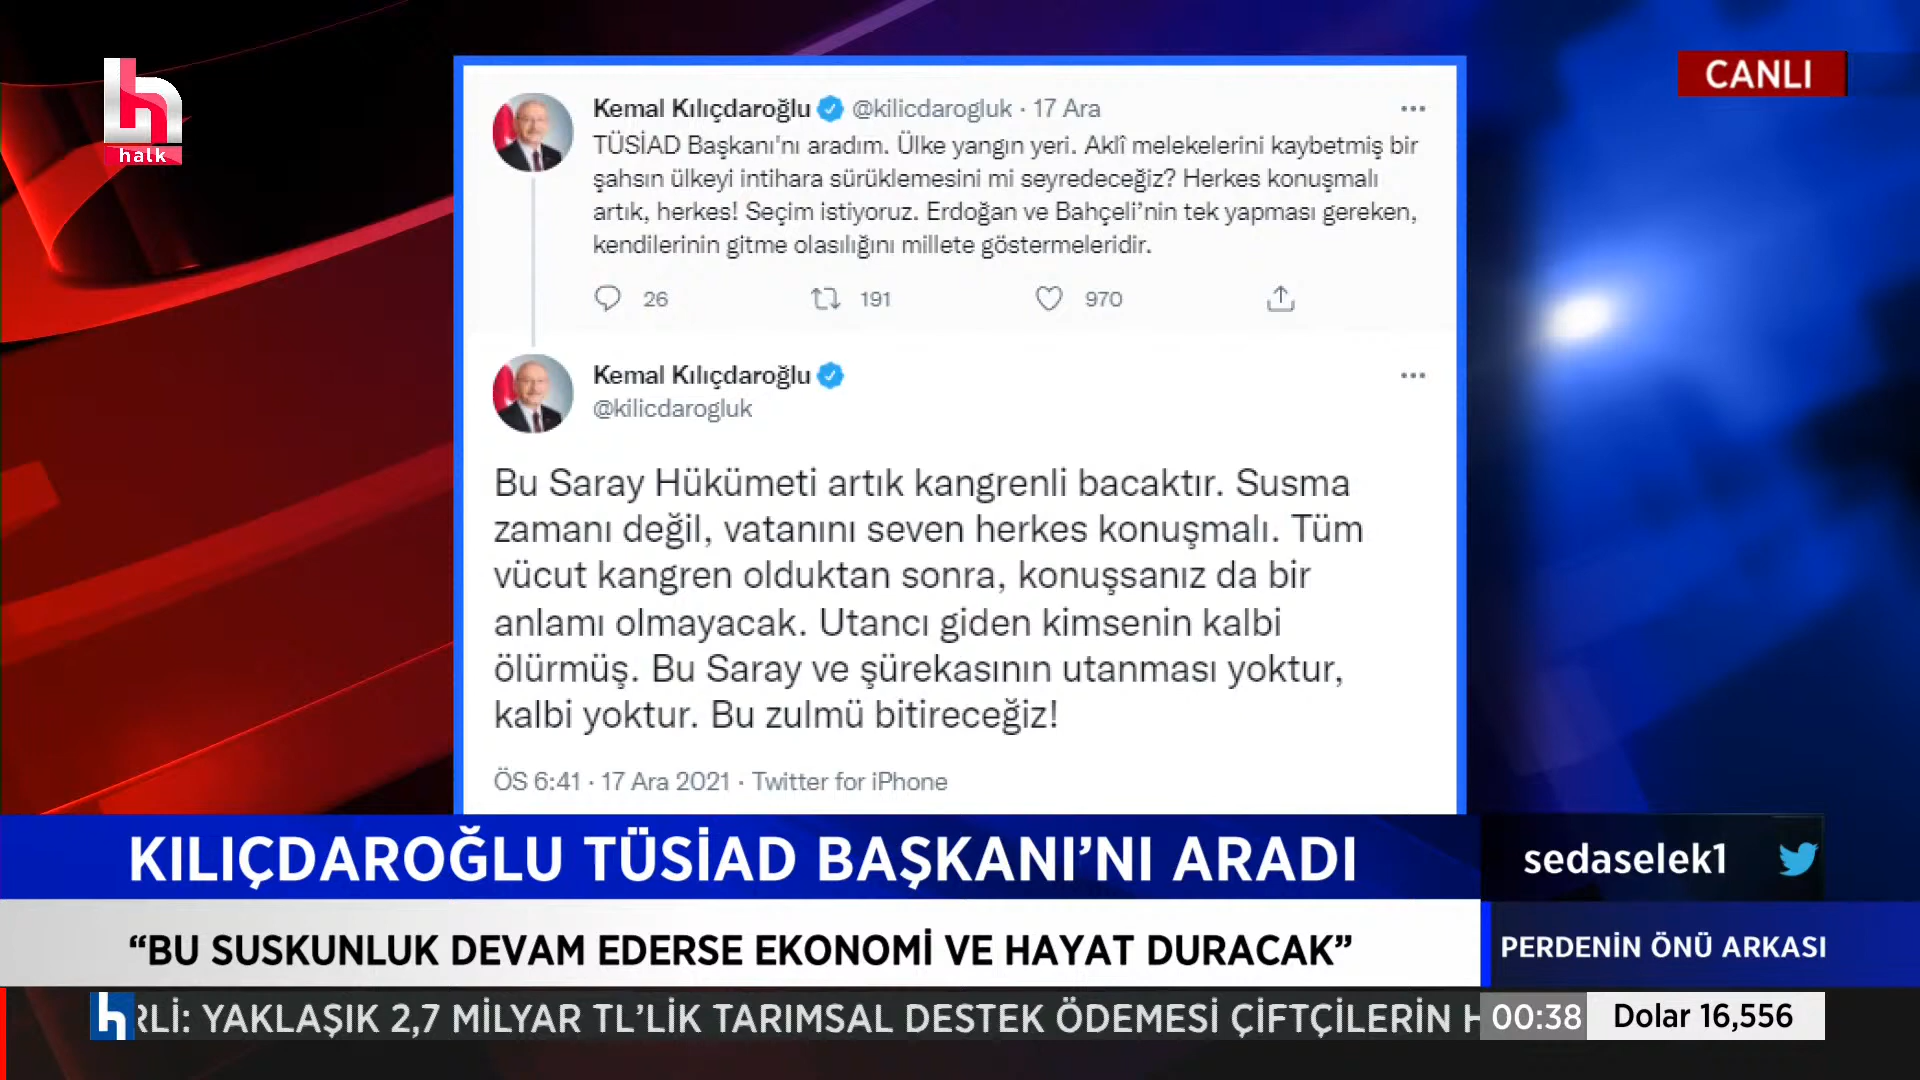 h
halk
CANLI
Kemal Kılıçdaroğlu @kilicdarogluk · 17 Ara
TÜSİAD Başkanı'nı aradım. Ülke yangın yeri. Aklî melekelerini kaybetmiş bir
şahsın ülkeyi intihara sürüklemesini mi seyredeceğiz? Herkes konuşmalı
artık, herkes! Seçim istiyoruz. Erdoğan ve Bahçeli’nin tek yapması gereken,
kendilerinin gitme olasılığını millete göstermeleridir.
26 191 970
Kemal Kılıçdaroğlu
@kilicdarogluk
Bu Saray Hükümeti artık kangrenli bacaktır. Susma
zamanı değil, vatanını seven herkes konuşmalı. Tüm
vücut kangren olduktan sonra, konuşsanız da bir
anlamı olmayacak. Utancı giden kimsenin kalbi
ölürmüş. Bu Saray ve şürekasının utanması yoktur,
kalbi yoktur. Bu zulmü bitireceğiz!
ÖS 6:41 · 17 Ara 2021 · Twitter for iPhone
KILIÇDAROĞLU TÜSİAD BAŞKANI’NI ARADI
sedaselek1
“BU SUSKUNLUK DEVAM EDERSE EKONOMİ VE HAYAT DURACAK”
PERDENİN ÖNÜ ARKASI
h RLİ: YAKLAŞIK 2,7 MİLYAR TL’LİK TARIMSAL DESTEK ÖDEMESİ ÇİFTÇİLERİN H 00:38 Dolar 16,556